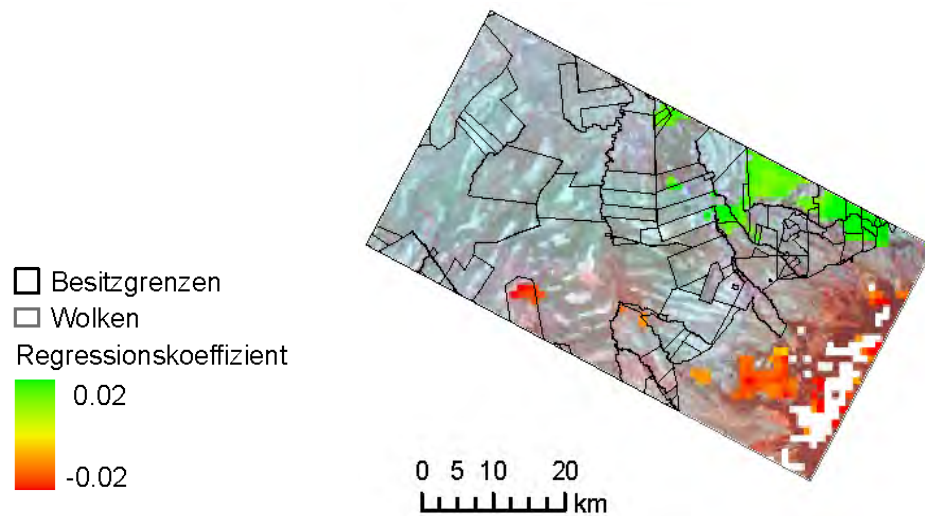 Besitzgrenzen
Wolken
Regressionskoeffizient
0.02
-0.02
0 5 10 20
km